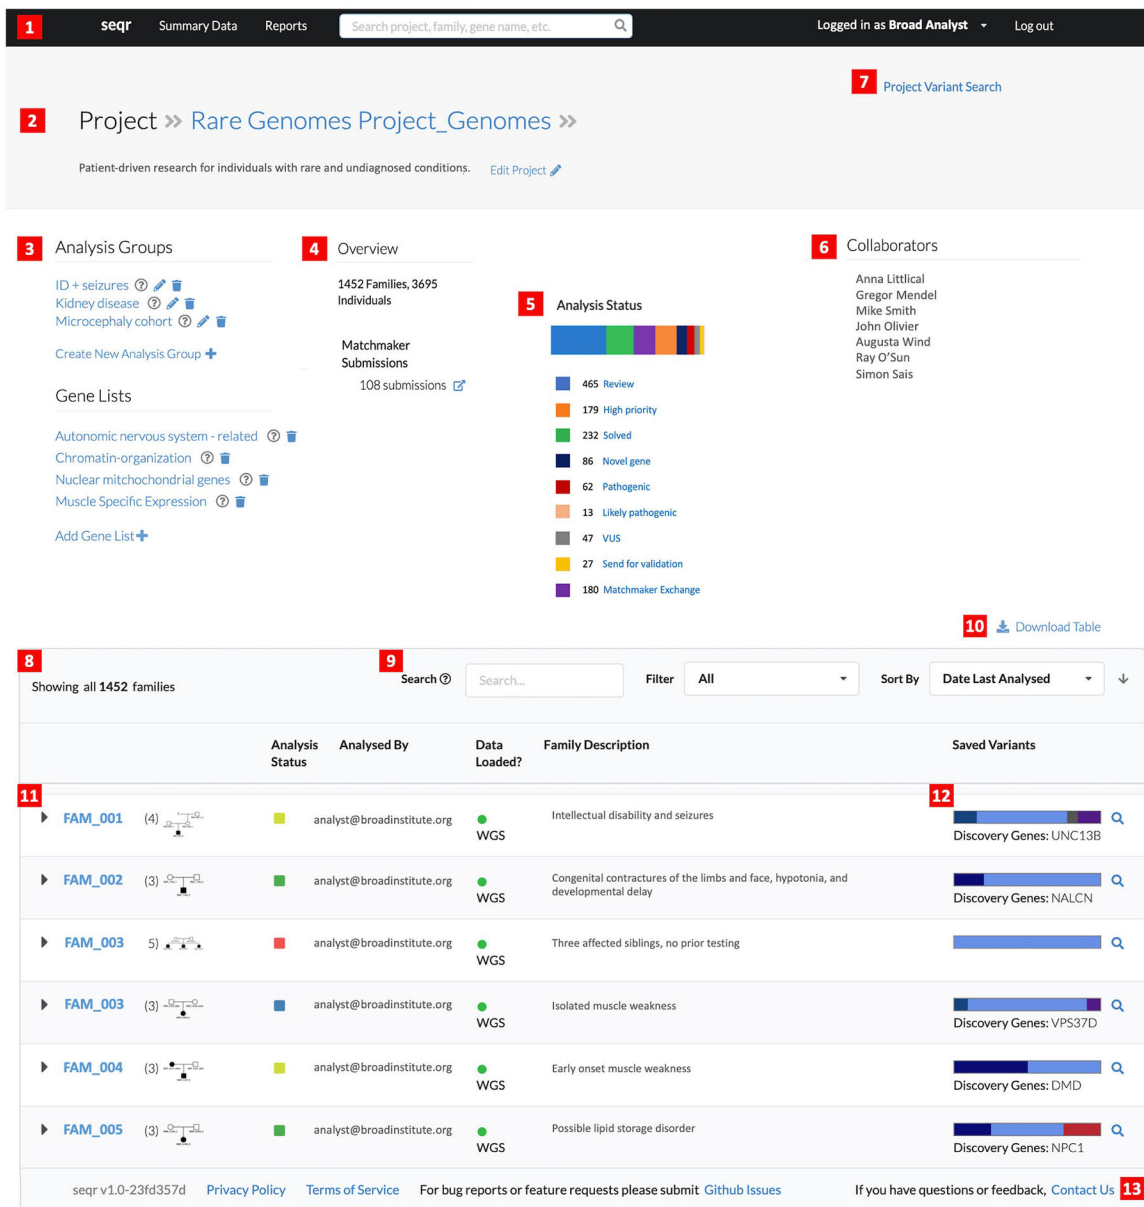 1 seqr Summary Data Reports Search project, family, gene name, etc. Logged in as Broad Analyst Log out
7 Project Variant Search
2 Project » Rare Genomes Project_Genomes »
Patient-driven research for individuals with rare and undiagnosed conditions. Edit Project
3 Analysis Groups
ID + seizures ?
Kidney disease ?
Microcephaly cohort ?
Create New Analysis Group +
Gene Lists
Autonomic nervous system - related ?
Chromatin-organization ?
Nuclear mitchochondrial genes ?
Muscle Specific Expression ?
Add Gene List +
4 Overview
1452 Families, 3695
Individuals
Matchmaker
Submissions
108 submissions
5 Analysis Status
465 Review
179 High priority
232 Solved
86 Novel gene
62 Pathogenic
13 Likely pathogenic
47 VUS
27 Send for validation
180 Matchmaker Exchange
6 Collaborators
Anna Littlical
Gregor Mendel
Mike Smith
John Olivier
Augusta Wind
Ray O'Sun
Simon Sais
10 Download Table
8
Showing all 1452 families
9
Search ? Search... Filter All Sort By Date Last Analysed
Analysis
Status
Analysed By
Data
Loaded?
Family Description
Saved Variants
11
FAM_001 (4) analyst@broadinstitute.org WGS Intellectual disability and seizures
12
Discovery Genes: UNC13B
FAM_002 (3) analyst@broadinstitute.org WGS Congenital contractures of the limbs and face, hypotonia, and
developmental delay
Discovery Genes: NALCN
FAM_003 5) analyst@broadinstitute.org WGS Three affected siblings, no prior testing
FAM_003 (3) analyst@broadinstitute.org WGS Isolated muscle weakness
Discovery Genes: VPS37D
FAM_004 (3) analyst@broadinstitute.org WGS Early onset muscle weakness
Discovery Genes: DMD
FAM_005 (3) analyst@broadinstitute.org WGS Possible lipid storage disorder
Discovery Genes: NPC1
seqr v1.0-23fd357d Privacy Policy Terms of Service For bug reports or feature requests please submit Github Issues If you have questions or feedback, Contact Us 13